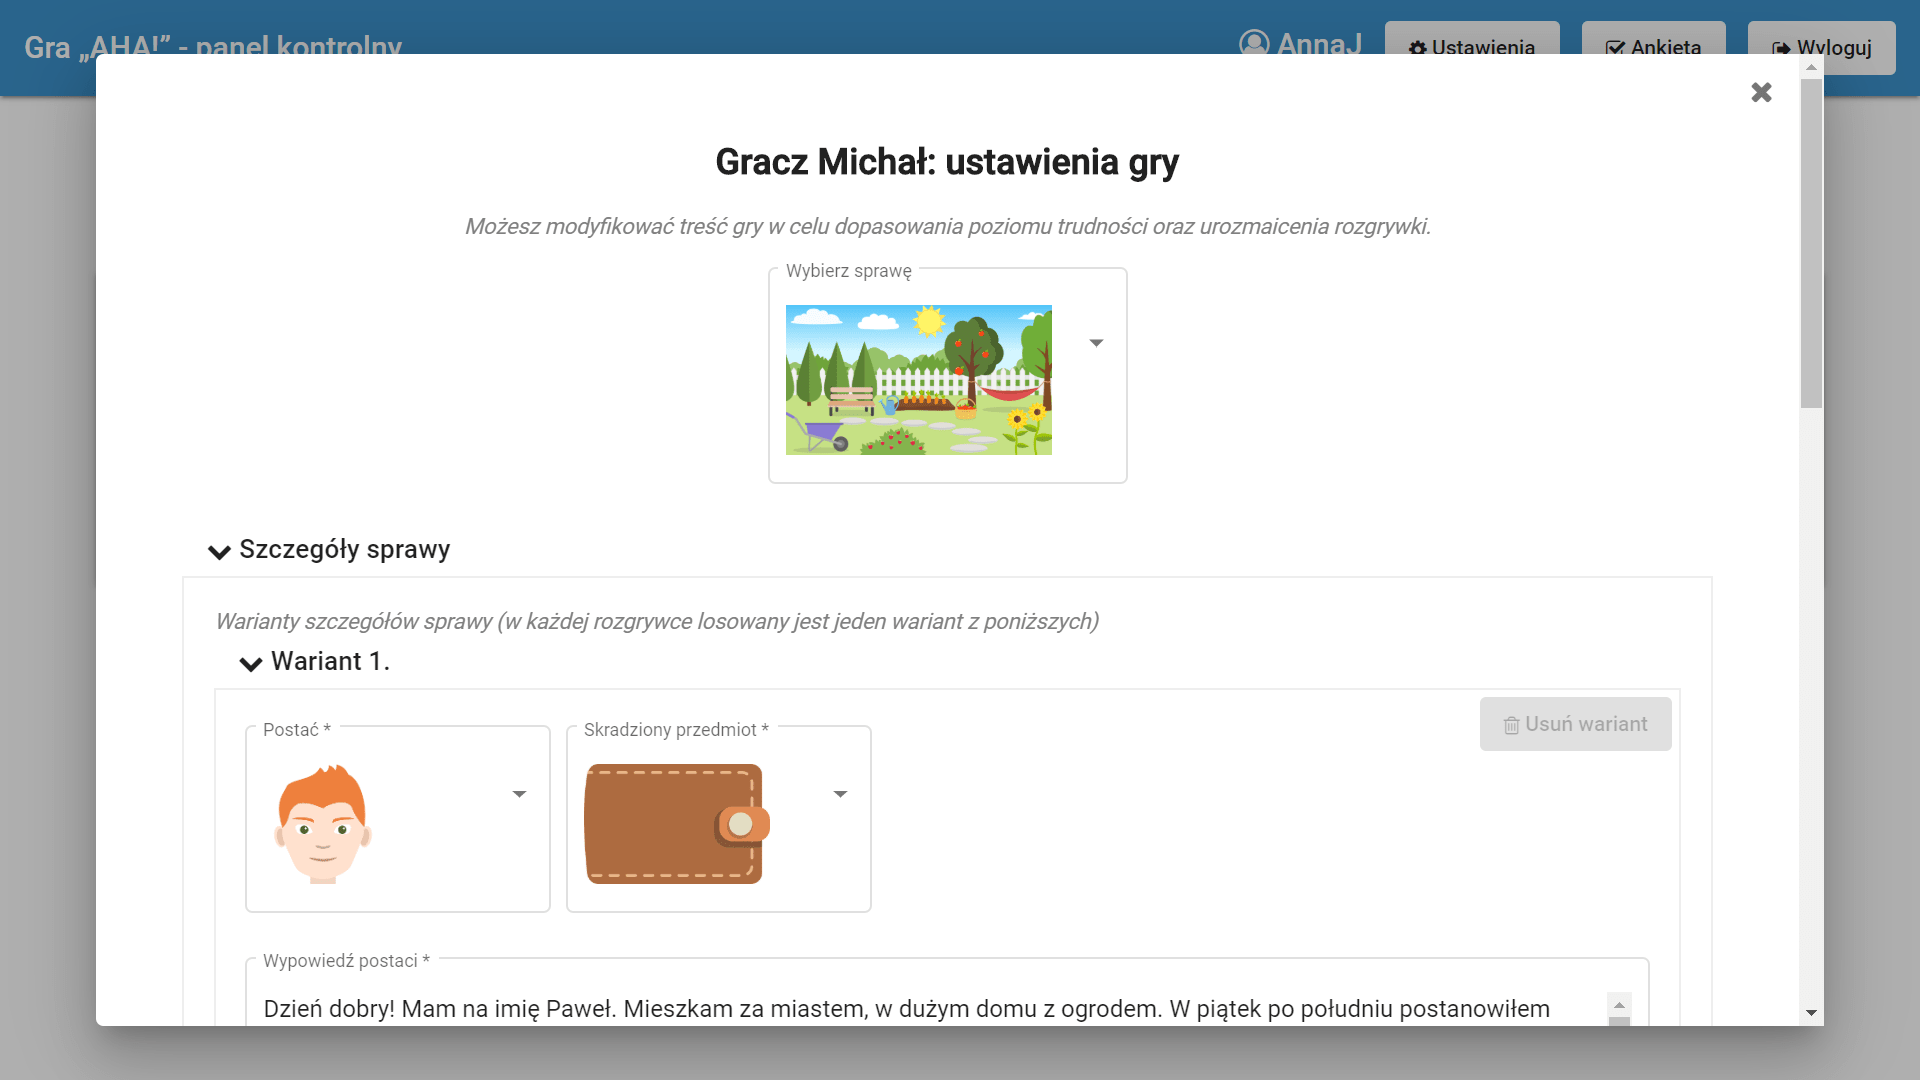 Gra „AHA!” - panel kontrolny
AnnaJ
Ustawienia
Ankieta
Wyloguj
Gracz Michał: ustawienia gry
Możesz modyfikować treść gry w celu dopasowania poziomu trudności oraz urozmaicenia rozgrywki.
Wybierz sprawę
Szczegóły sprawy
Warianty szczegółów sprawy (w każdej rozgrywce losowany jest jeden wariant z poniższych)
Wariant 1.
Usuń wariant
Postać *
Skradziony przedmiot *
Wypowiedź postaci *
Dzień dobry! Mam na imię Paweł. Mieszkam za miastem, w dużym domu z ogrodem. W piątek po południu postanowiłem